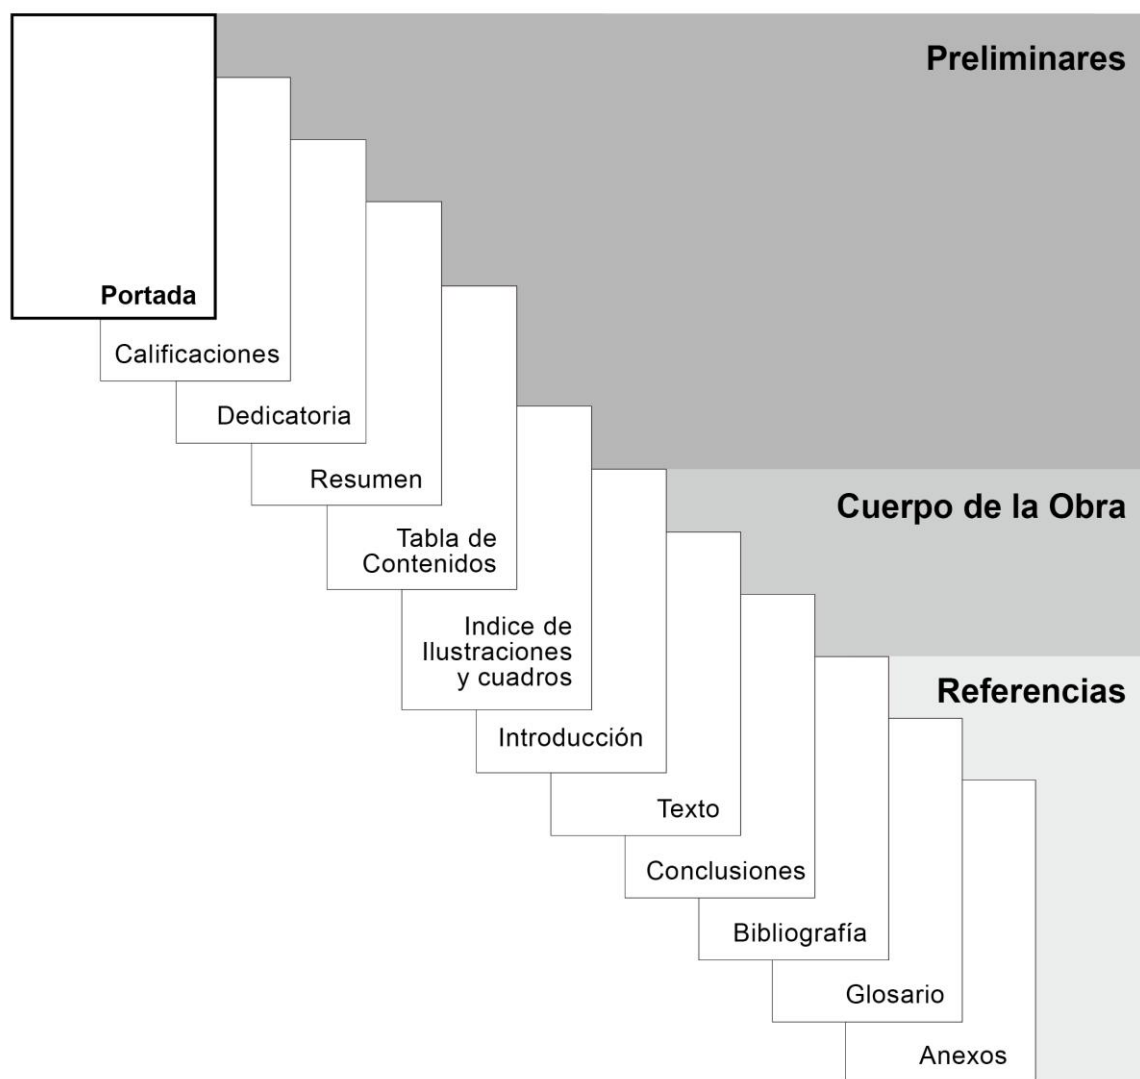 Preliminares
Portada
Calificaciones
Dedicatoria
Resumen
Cuerpo de la Obra
Tabla de
Contenidos
Indice de
Ilustraciones
y cuadros
Referencias
Introducción
Texto
Conclusiones
Bibliografía
Glosario
Anexos